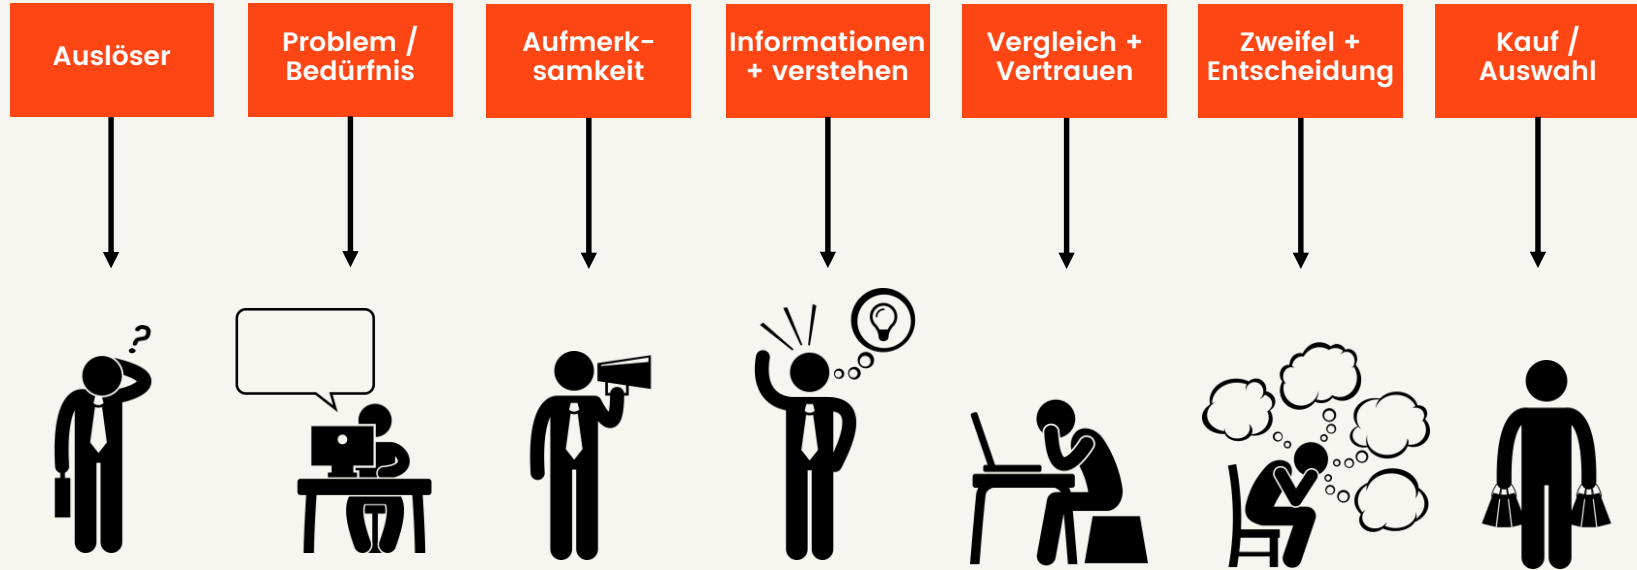 Auslöser
Problem /
Bedürfnis
Aufmerk-
samkeit
Informationen
+ verstehen
Vergleich +
Vertrauen
Zweifel +
Entscheidung
Kauf /
Auswahl
?